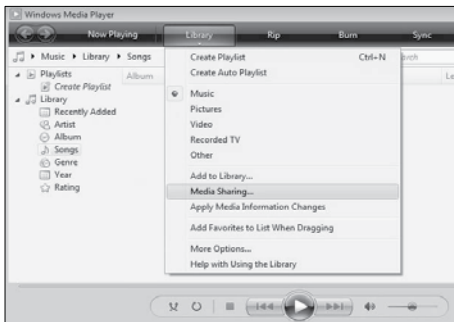 Windows Media Player
Now Playing Library Rip Burn Sync
Music ▸ Library ▸ Songs
Playlists
Create Playlist
Library
Recently Added
Artist
Album
Songs
Genre
Year
Rating
Album
Create Playlist Ctrl+N
Create Auto Playlist
Music
Pictures
Video
Recorded TV
Other
Add to Library...
Media Sharing...
Apply Media Information Changes
Add Favorites to List When Dragging
More Options...
Help with Using the Library